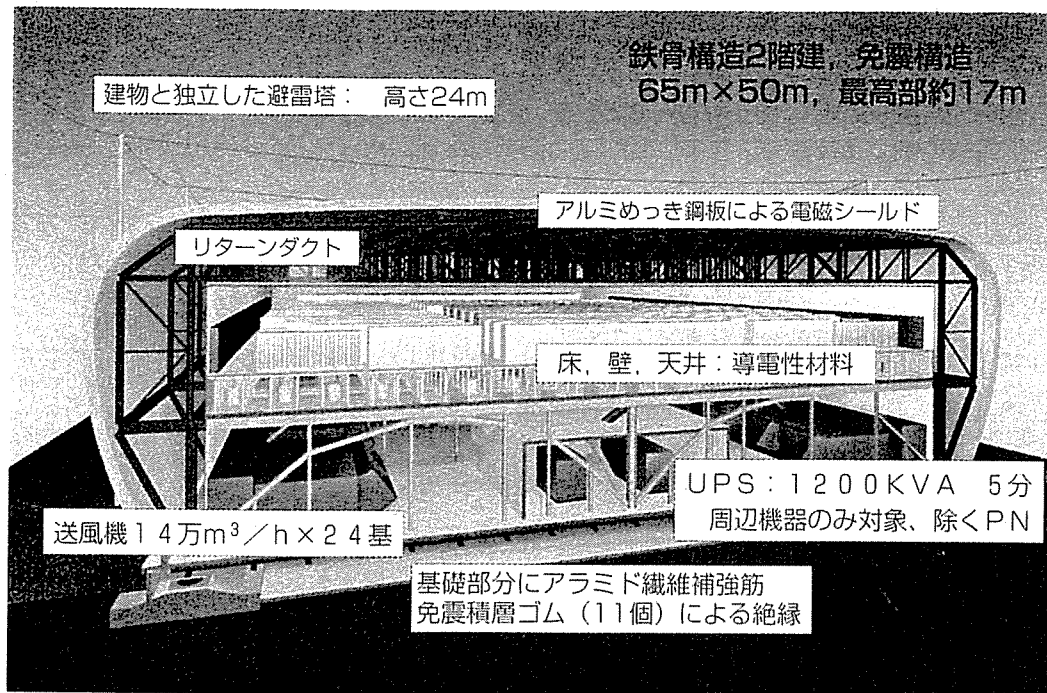 鉄骨構造2階建，免震構造
65m×50m，最高部約17m
建物と独立した避雷塔：　高さ24m
アルミめっき鋼板による電磁シールド
リターンダクト
床，壁，天井：導電性材料
UPS：1200KVA　5分
周辺機器のみ対象、除くPN
送風機14万m³／h×24基
基礎部分にアラミド繊維補強筋
免震積層ゴム（11個）による絶縁